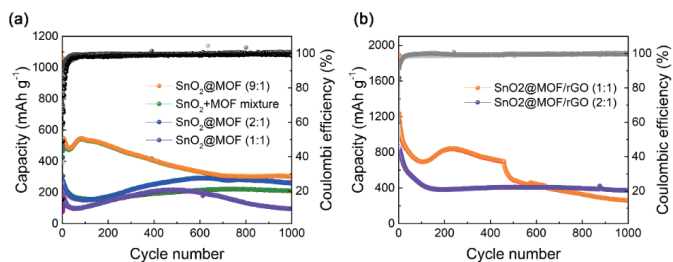 (a)
1200
1000
800
600
400
200
0
Capacity (mAh g⁻¹)
100
80
60
40
20
0
Coulombi efficiency (%)
SnO₂@MOF (9:1)
SnO₂+MOF mixture
SnO₂@MOF (2:1)
SnO₂@MOF (1:1)
0 200 400 600 800 1000
Cycle number
(b)
2000
1600
1200
800
400
0
Capacity (mAh g⁻¹)
100
80
60
40
20
0
Coulombic efficiency (%)
SnO2@MOF/rGO (1:1)
SnO2@MOF/rGO (2:1)
0 200 400 600 800 1000
Cycle number